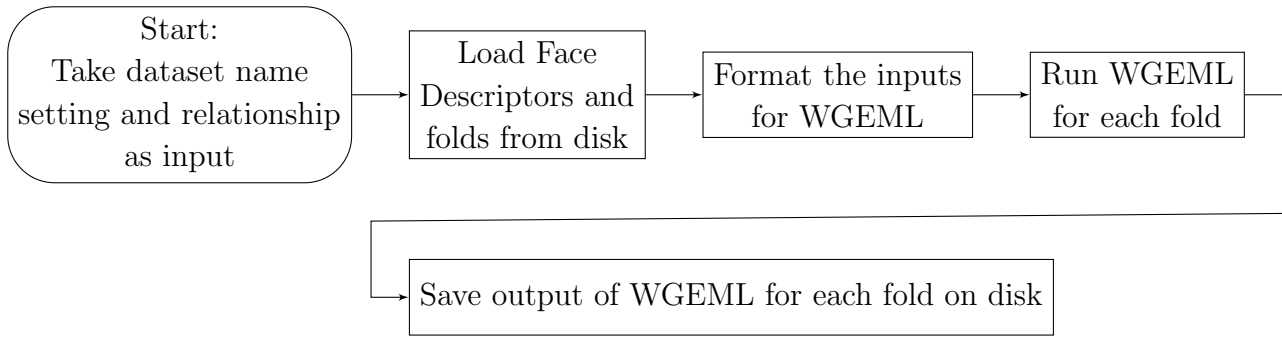 Start:
Take dataset name
setting and relationship
as input
Load Face
Descriptors and
folds from disk
Format the inputs
for WGEML
Run WGEML
for each fold
Save output of WGEML for each fold on disk